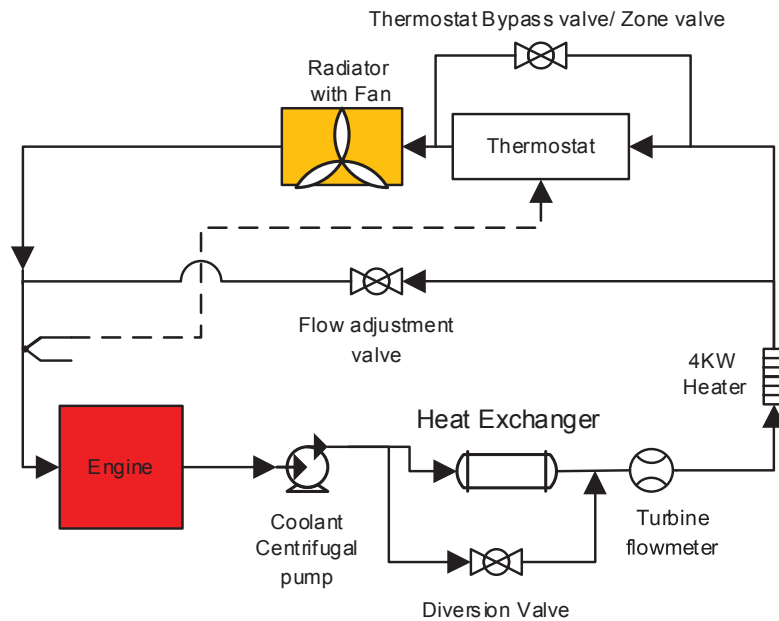 Thermostat Bypass valve/ Zone valve
Radiator
with Fan
Thermostat
Flow adjustment
valve
4KW
Heater
Heat Exchanger
Engine
Coolant
Centrifugal
pump
Turbine
flowmeter
Diversion Valve